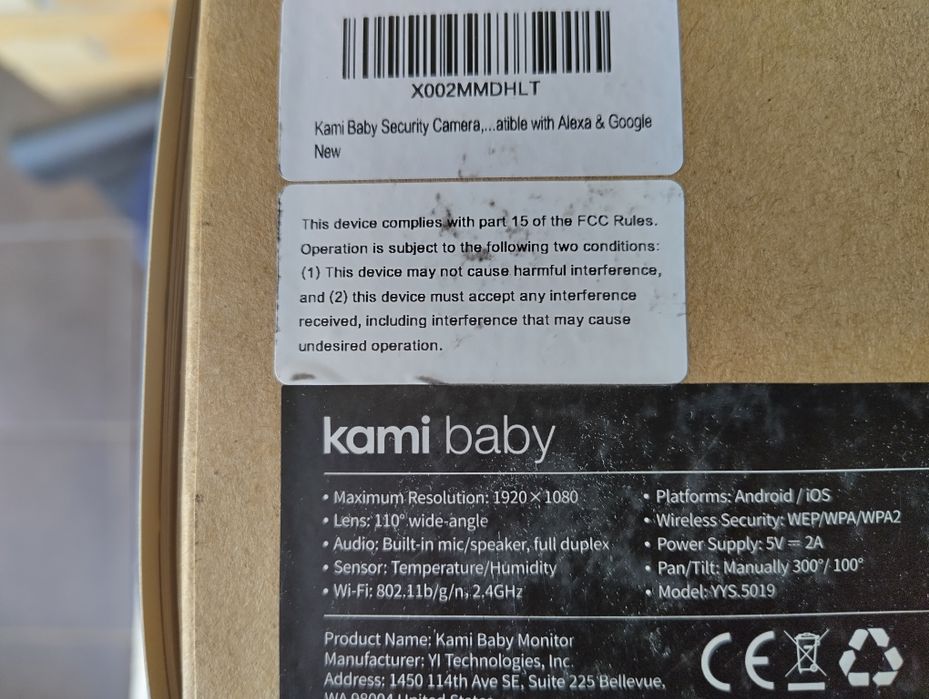 X002MMDHLT
Kami Baby Security Camera,...atible with Alexa & Google
New
This device complies with part 15 of the FCC Rules.
Operation is subject to the following two conditions:
(1) This device may not cause harmful interference,
and (2) this device must accept any interference
received, including interference that may cause
undesired operation.
kami baby
• Maximum Resolution: 1920×1080
• Lens: 110° wide-angle
• Audio: Built-in mic/speaker, full duplex
• Sensor: Temperature/Humidity
• Wi-Fi: 802.11b/g/n, 2.4GHz
• Platforms: Android / iOS
• Wireless Security: WEP/WPA/WPA2
• Power Supply: 5V = 2A
• Pan/Tilt: Manually 300°/ 100°
• Model: YYS.5019
Product Name: Kami Baby Monitor
Manufacturer: YI Technologies, Inc.
Address: 1450 114th Ave SE, Suite 225 Bellevue,
WA 98004 United States
CE